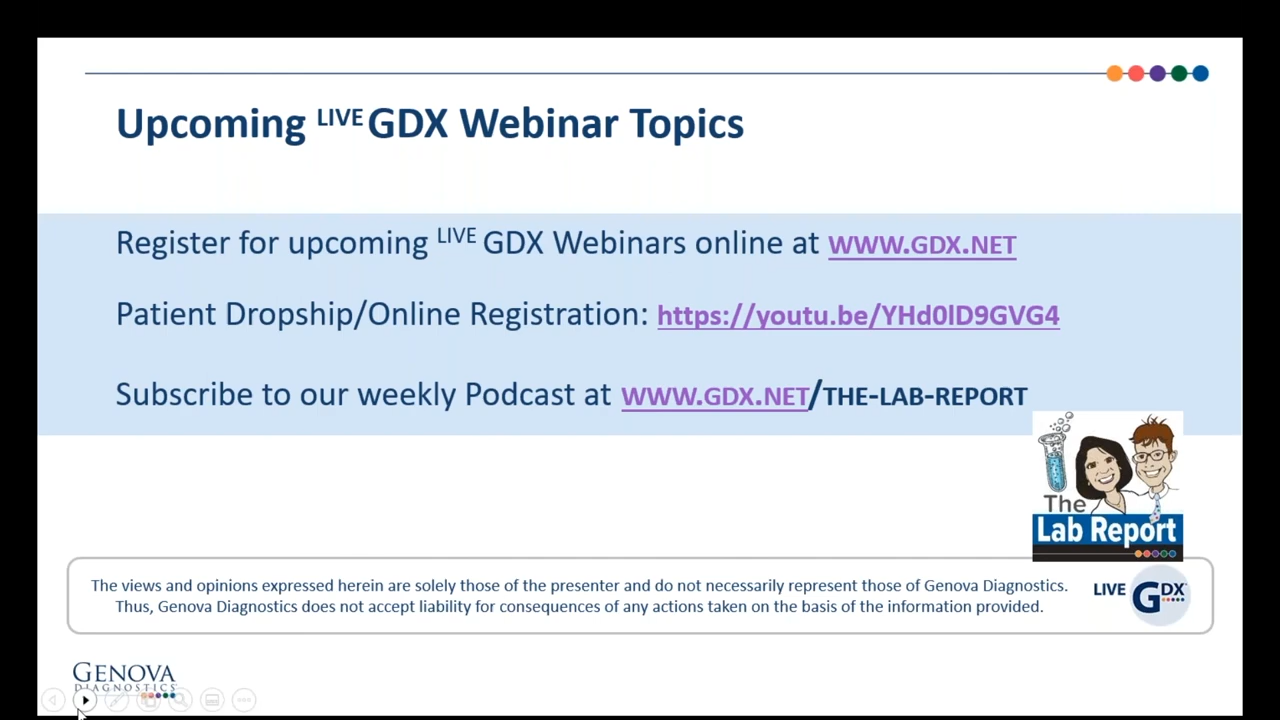 Upcoming LIVE GDX Webinar Topics
Register for upcoming LIVE GDX Webinars online at WWW.GDX.NET
Patient Dropship/Online Registration: https://youtu.be/YHd0lD9GVG4
Subscribe to our weekly Podcast at WWW.GDX.NET/THE-LAB-REPORT
The
Lab Report
The views and opinions expressed herein are solely those of the presenter and do not necessarily represent those of Genova Diagnostics.
Thus, Genova Diagnostics does not accept liability for consequences of any actions taken on the basis of the information provided.
LIVE GDX
GENOVA
DIAGNOSTICS